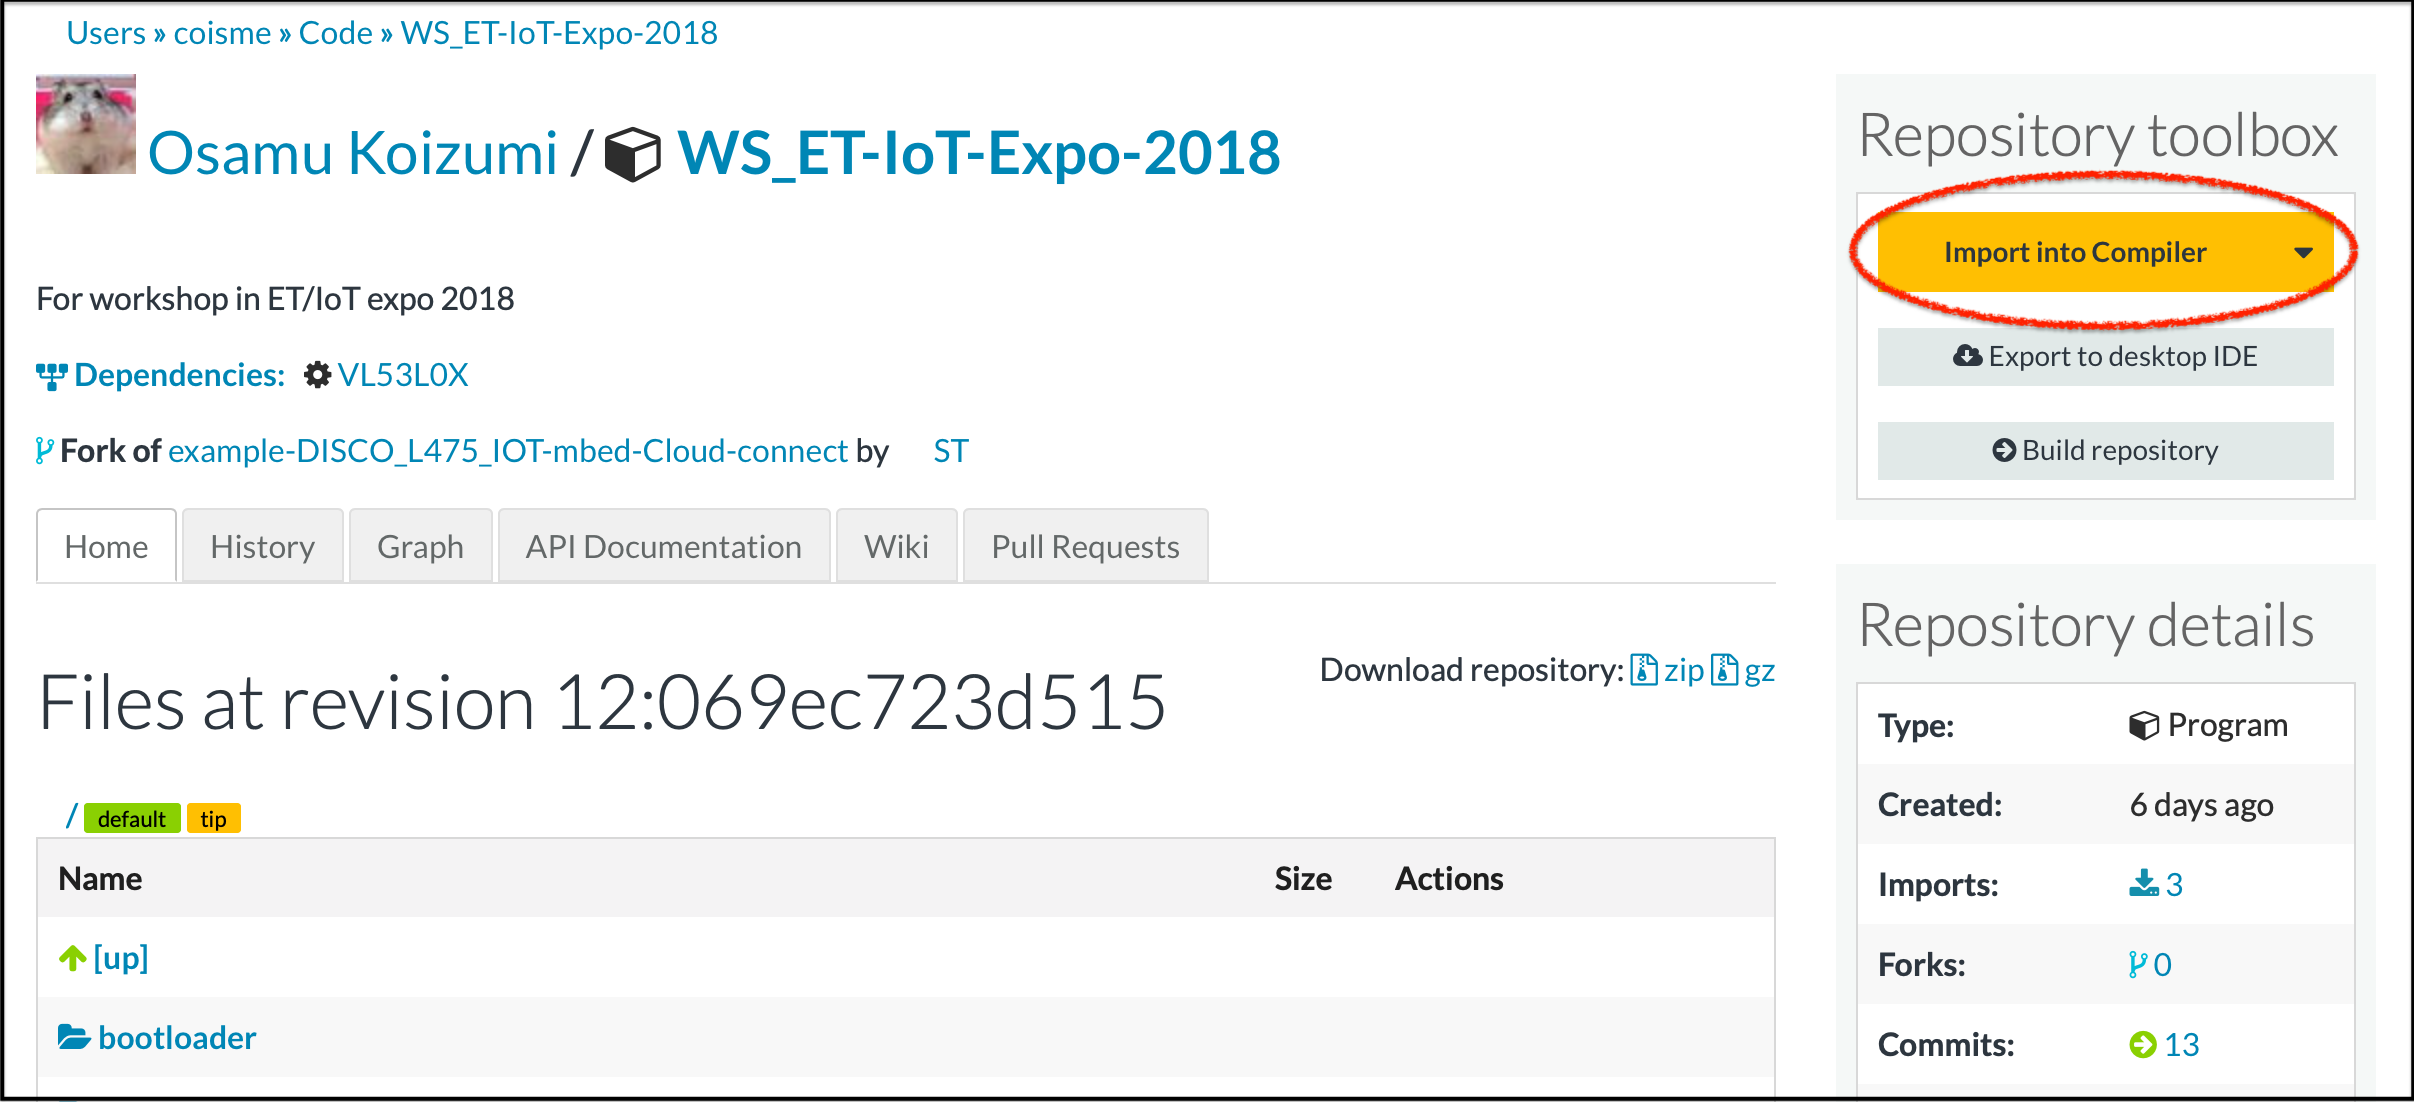 Users » coisme » Code » WS_ET-IoT-Expo-2018
Osamu Koizumi / WS_ET-IoT-Expo-2018
For workshop in ET/IoT expo 2018
Dependencies: VL53L0X
Fork of example-DISCO_L475_IOT-mbed-Cloud-connect by ST
Home History Graph API Documentation Wiki Pull Requests
Files at revision 12:069ec723d515
Download repository: zip gz
/ default tip
Name Size Actions
[up]
bootloader
Repository toolbox
Import into Compiler
Export to desktop IDE
Build repository
Repository details
Type: Program
Created: 6 days ago
Imports: 3
Forks: 0
Commits: 13